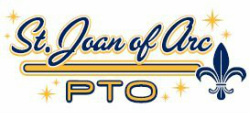 St. Joan of Arc
PTO